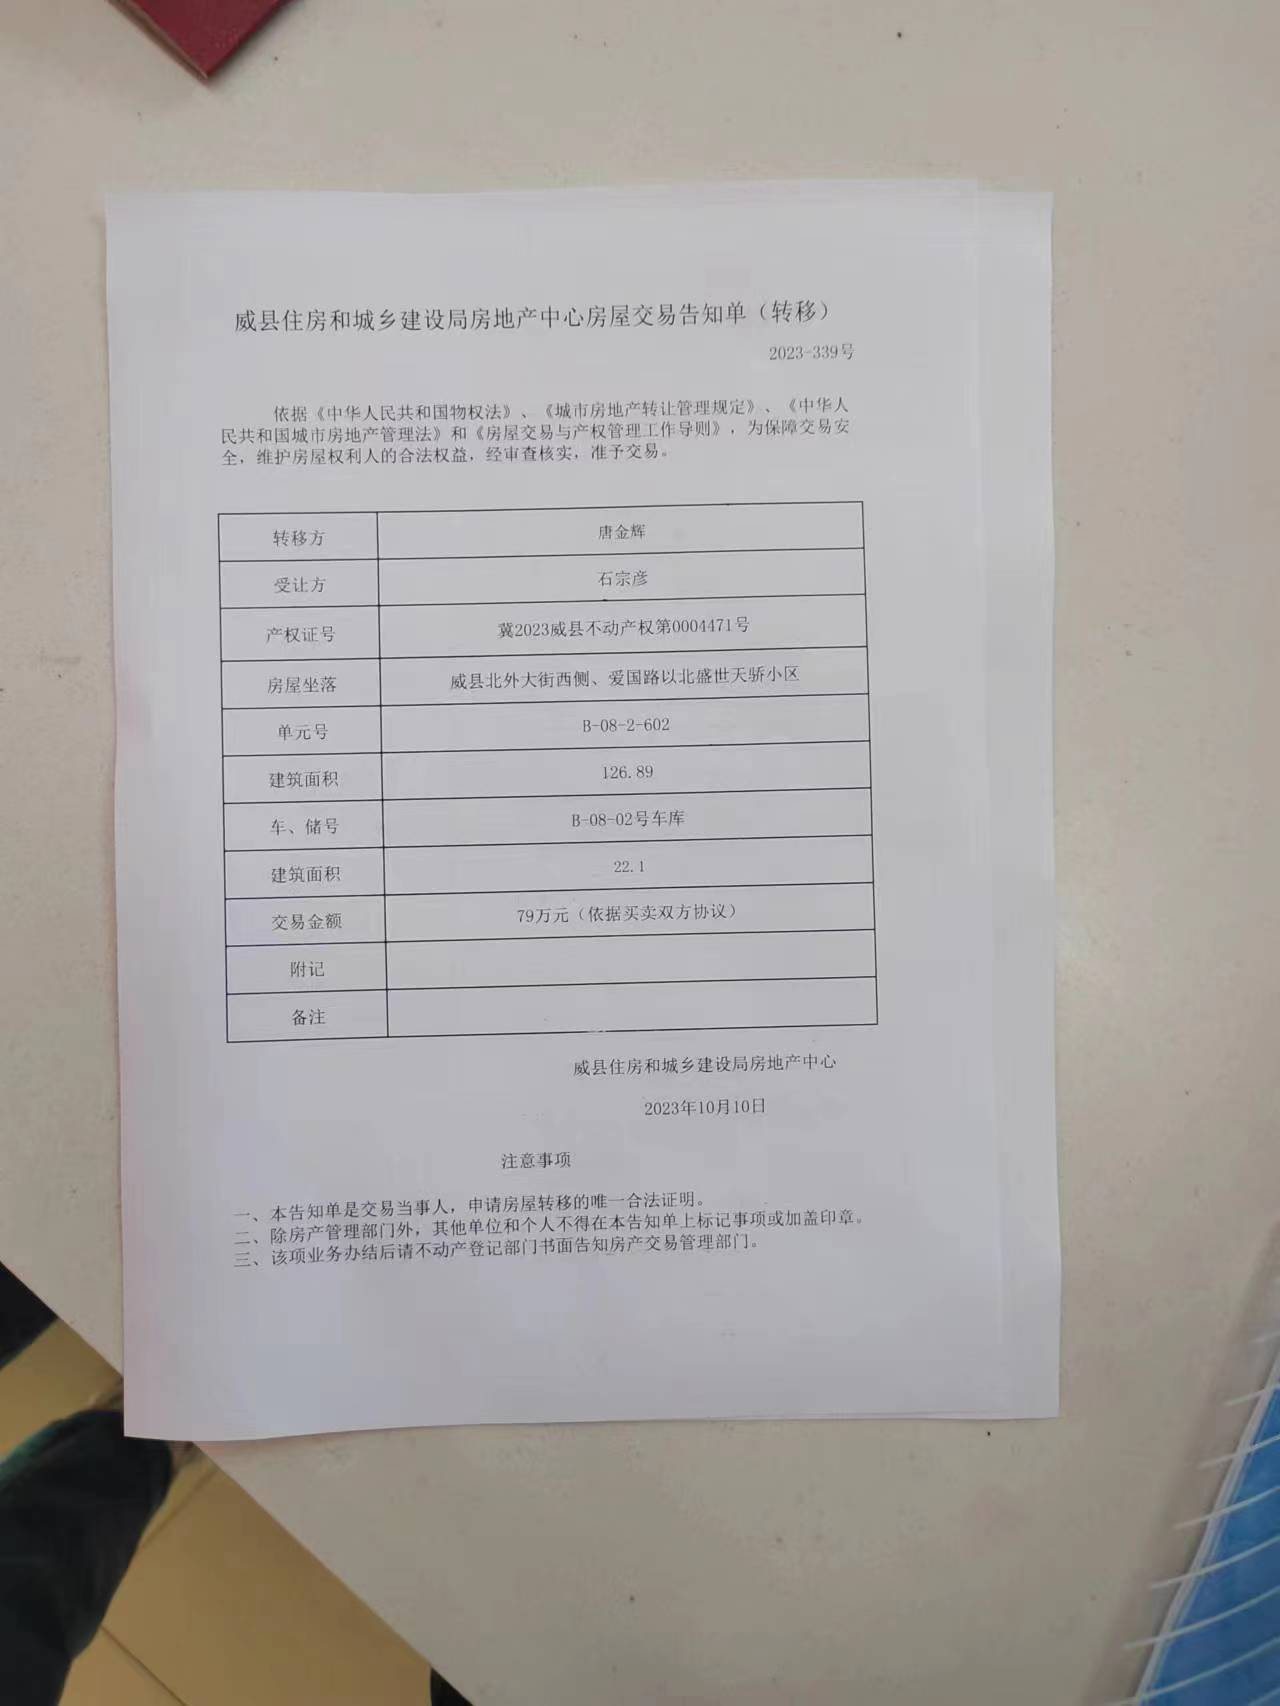 威县住房和城乡建设局房地产中心房屋交易告知单（转移）
2023-339号
依据《中华人民共和国物权法》、《城市房地产转让管理规定》、《中华人
民共和国城市房地产管理法》和《房屋交易与产权管理工作导则》，为保障交易安
全，维护房屋权利人的合法权益，经审查核实，准予交易。
转移方 唐金辉
受让方 石宗彦
产权证号 冀2023威县不动产权第0004471号
房屋坐落 威县北外大街西侧、爱国路以北盛世天骄小区
单元号 B-08-2-602
建筑面积 126.89
车、储号 B-08-02号车库
建筑面积 22.1
交易金额 79万元（依据买卖双方协议）
附记
备注
威县住房和城乡建设局房地产中心
2023年10月10日
注意事项
一、本告知单是交易当事人，申请房屋转移的唯一合法证明。
二、除房产管理部门外，其他单位和个人不得在本告知单上标记事项或加盖印章。
三、该项业务办结后请不动产登记部门书面告知房产交易管理部门。